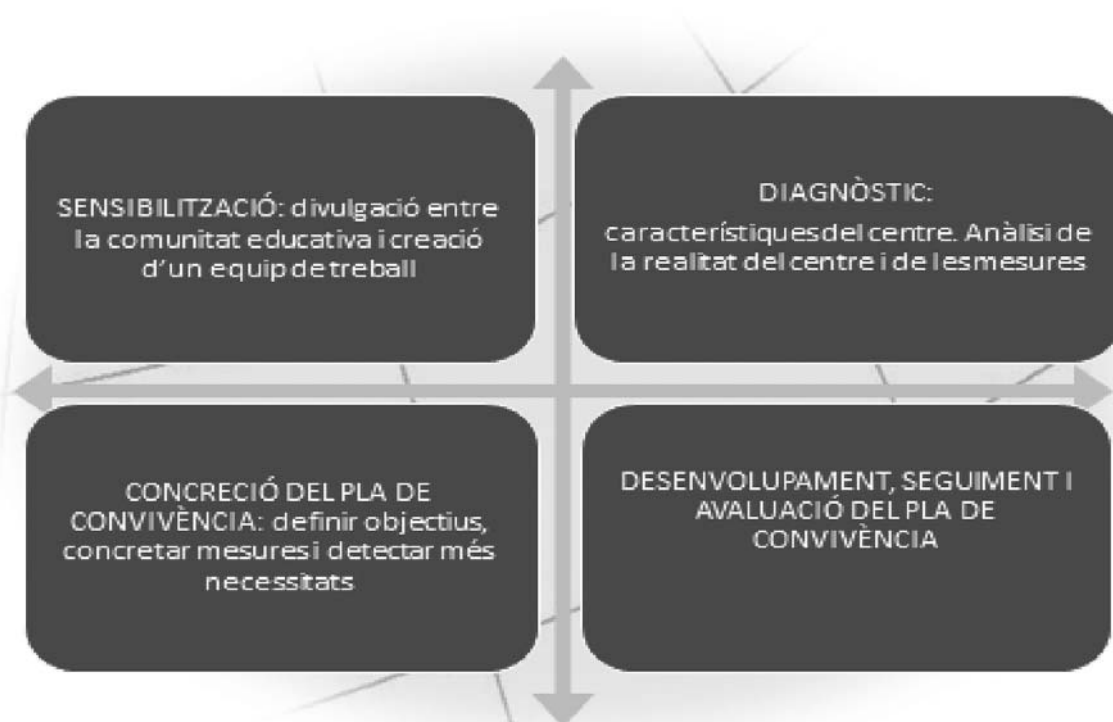 SENSIBILITZACIÓ: divulgació entre
la comunitat educativa i creació
d'un equip de treball
DIAGNÒSTIC:
característiques del centre. Anàlisi de
la realitat del centre i de les mesures
CONCRECIÓ DEL PLA DE
CONVIVÈNCIA: definir objectius,
concretar mesures i detectar més
necessitats
DESENVOLUPAMENT, SEGUIMENT I
AVALUACIÓ DEL PLA DE
CONVIVÈNCIA